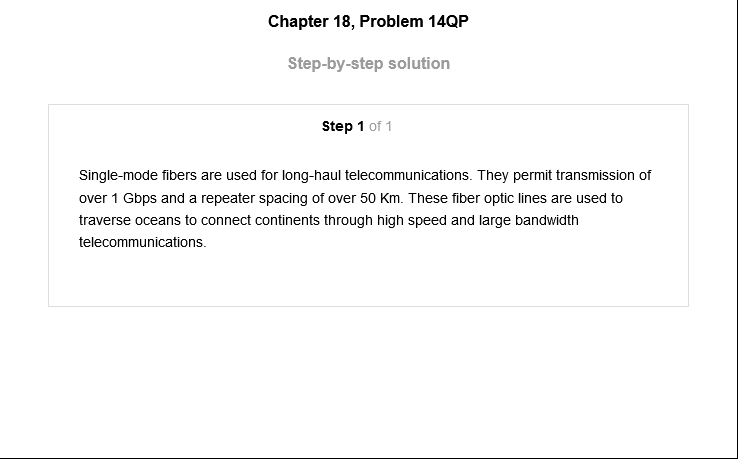 Chapter 18, Problem 14QP
Step-by-step solution
Step 1 of 1
Single-mode fibers are used for long-haul telecommunications. They permit transmission of
over 1 Gbps and a repeater spacing of over 50 Km. These fiber optic lines are used to
traverse oceans to connect continents through high speed and large bandwidth
telecommunications.